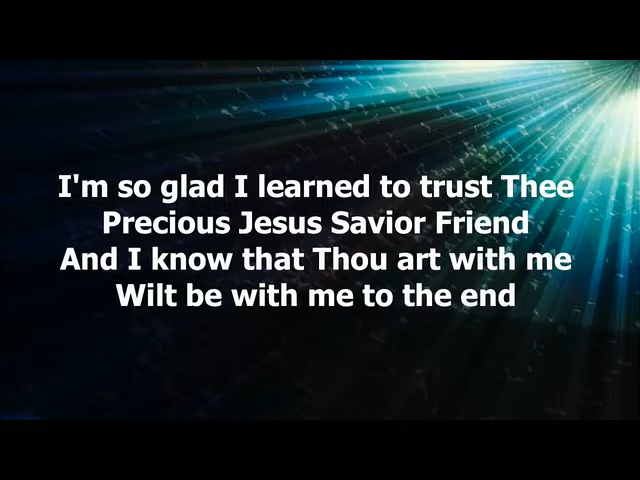 I'm so glad I learned to trust Thee
Precious Jesus Savior Friend
And I know that Thou art with me
Wilt be with me to the end